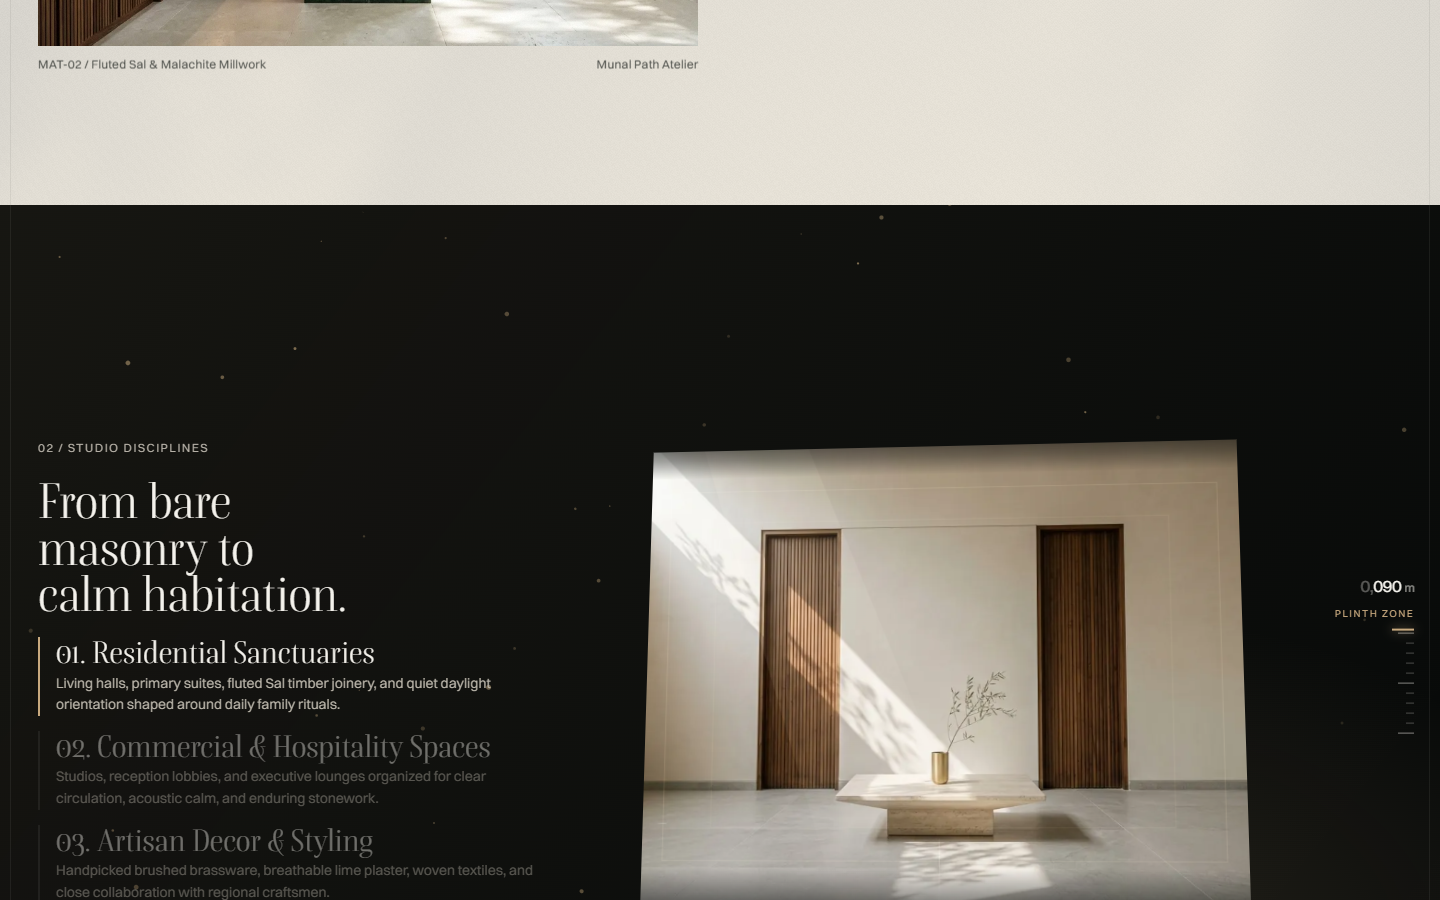 MAT-02 / Fluted Sal & Malachite Millwork
Munal Path Atelier
02 / STUDIO DISCIPLINES
From bare
masonry to
calm habitation.
01. Residential Sanctuaries
Living halls, primary suites, fluted Sal timber joinery, and quiet daylight
orientation shaped around daily family rituals.
02. Commercial & Hospitality Spaces
Studios, reception lobbies, and executive lounges organized for clear
circulation, acoustic calm, and enduring stonework.
03. Artisan Decor & Styling
Handpicked brushed brassware, breathable lime plaster, woven textiles, and
close collaboration with regional craftsmen.
0,090 m
PLINTH ZONE